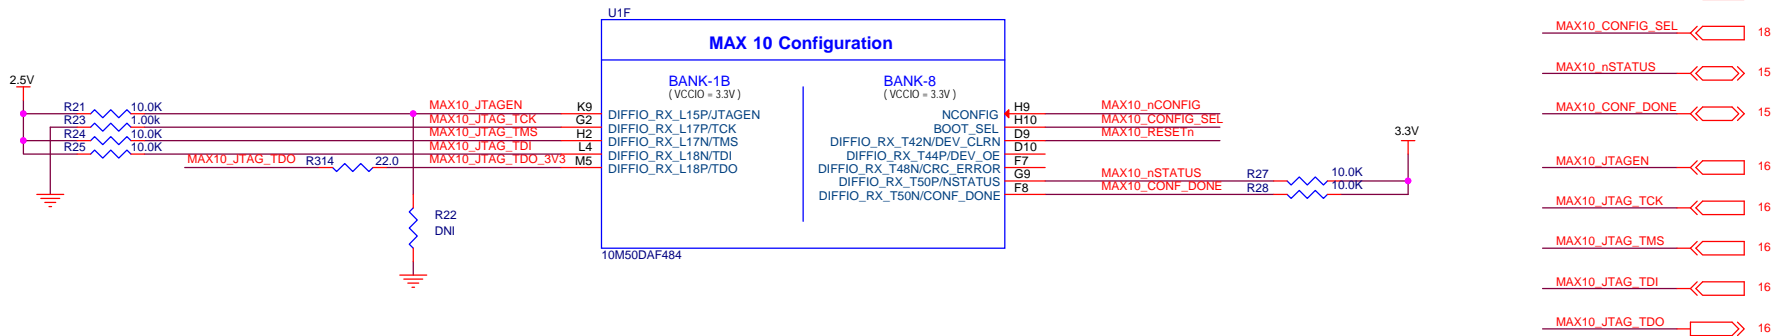 U1F
MAX 10 Configuration
BANK-1B
( VCCIO = 3.3V )
BANK-8
( VCCIO = 3.3V )
2.5V
R21 10.0K MAX10_JTAGEN K9 DIFFIO_RX_L15P/JTAGEN
R23 1.00k MAX10_JTAG_TCK G2 DIFFIO_RX_L17P/TCK
R24 10.0K MAX10_JTAG_TMS H2 DIFFIO_RX_L17N/TMS
R25 10.0K MAX10_JTAG_TDI L4 DIFFIO_RX_L18N/TDI
MAX10_JTAG_TDO R314 22.0 MAX10_JTAG_TDO_3V3 M5 DIFFIO_RX_L18P/TDO
R22
DNI
NCONFIG H9 MAX10_nCONFIG
BOOT_SEL H10 MAX10_CONFIG_SEL
DIFFIO_RX_T42N/DEV_CLRN D9 MAX10_RESETn
DIFFIO_RX_T44P/DEV_OE D10
DIFFIO_RX_T48N/CRC_ERROR F7
DIFFIO_RX_T50P/NSTATUS G9 MAX10_nSTATUS R27 10.0K
DIFFIO_RX_T50N/CONF_DONE F8 MAX10_CONF_DONE R28 10.0K
3.3V
10M50DAF484
MAX10_CONFIG_SEL 18
MAX10_nSTATUS 15
MAX10_CONF_DONE 15
MAX10_JTAGEN 16
MAX10_JTAG_TCK 16
MAX10_JTAG_TMS 16
MAX10_JTAG_TDI 16
MAX10_JTAG_TDO 16